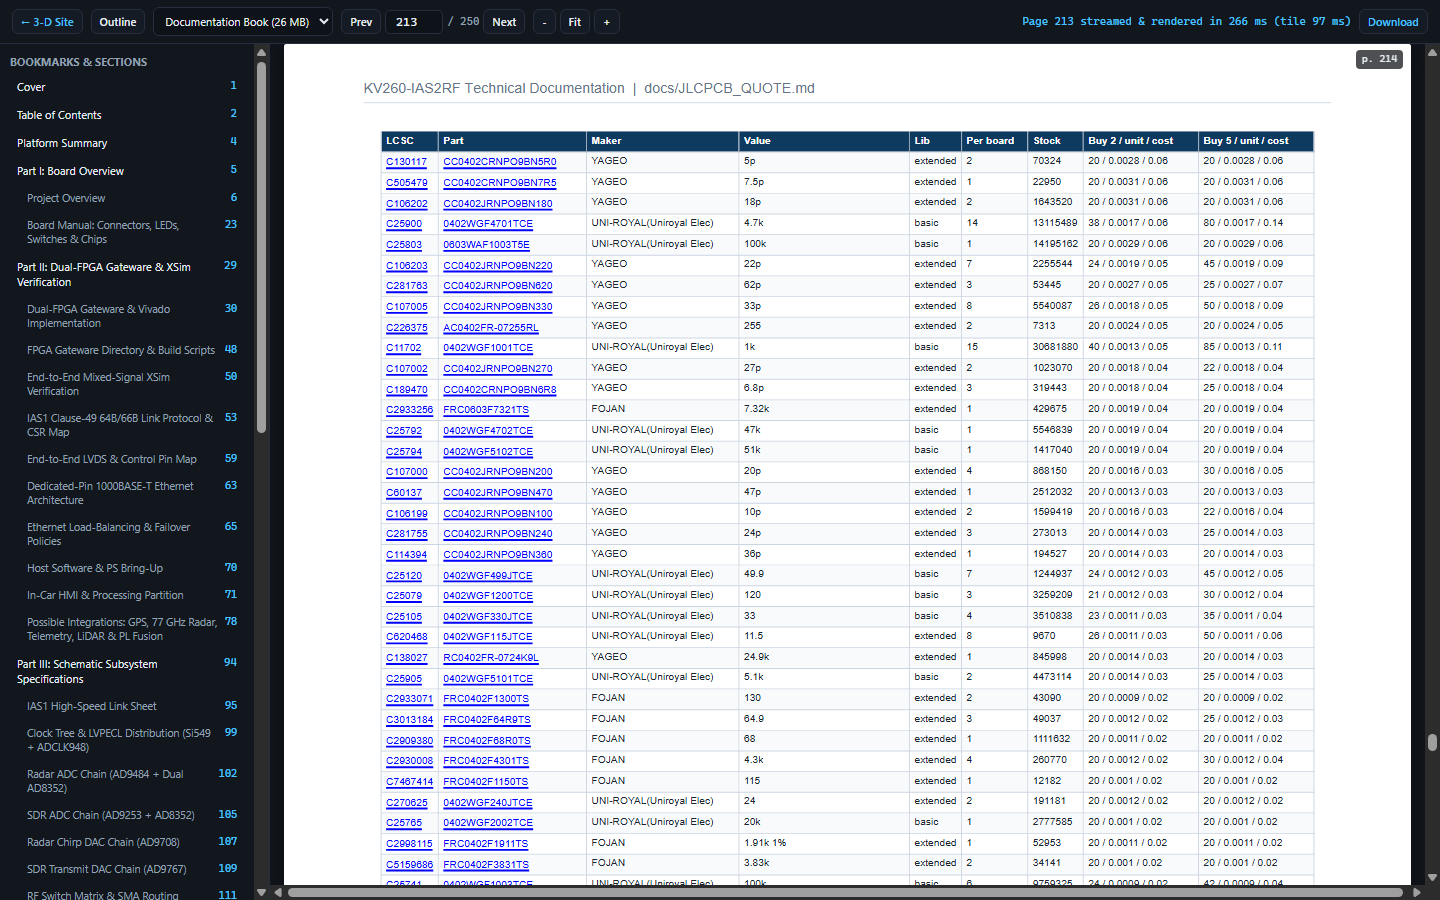 ← 3-D Site Outline Documentation Book (26 MB) Prev 213 / 250 Next - Fit + Page 213 streamed & rendered in 266 ms (tile 97 ms) Download
BOOKMARKS & SECTIONS
Cover 1
Table of Contents 2
Platform Summary 4
Part I: Board Overview 5
Project Overview 6
Board Manual: Connectors, LEDs, 23
Switches & Chips
Part II: Dual-FPGA Gateware & XSim 29
Verification
Dual-FPGA Gateware & Vivado 30
Implementation
FPGA Gateware Directory & Build Scripts 48
End-to-End Mixed-Signal XSim 50
Verification
IAS1 Clause-49 64B/66B Link Protocol & 53
CSR Map
End-to-End LVDS & Control Pin Map 59
Dedicated-Pin 1000BASE-T Ethernet 63
Architecture
Ethernet Load-Balancing & Failover 65
Policies
Host Software & PS Bring-Up 70
In-Car HMI & Processing Partition 71
Possible Integrations: GPS, 77 GHz Radar, 78
Telemetry, LiDAR & PL Fusion
Part III: Schematic Subsystem 94
Specifications
IAS1 High-Speed Link Sheet 95
Clock Tree & LVPECL Distribution (Si549 99
+ ADCLK948)
Radar ADC Chain (AD9484 + Dual 102
AD8352)
SDR ADC Chain (AD9253 + AD8352) 105
Radar Chirp DAC Chain (AD9708) 107
SDR Transmit DAC Chain (AD9767) 109
RF Switch Matrix & SMA Routing 111
p. 214
KV260-IAS2RF Technical Documentation | docs/JLCPCB_QUOTE.md
LCSC Part Maker Value Lib Per board Stock Buy 2 / unit / cost Buy 5 / unit / cost
C130117 CC0402CRNPO9BN5R0 YAGEO 5p extended 2 70324 20 / 0.0028 / 0.06 20 / 0.0028 / 0.06
C505479 CC0402CRNPO9BN7R5 YAGEO 7.5p extended 1 22950 20 / 0.0031 / 0.06 20 / 0.0031 / 0.06
C106202 CC0402JRNPO9BN180 YAGEO 18p extended 2 1643520 20 / 0.0031 / 0.06 20 / 0.0031 / 0.06
C25900 0402WGF4701TCE UNI-ROYAL(Uniroyal Elec) 4.7k basic 14 13115489 38 / 0.0017 / 0.06 80 / 0.0017 / 0.14
C25803 0603WAF1003T5E UNI-ROYAL(Uniroyal Elec) 100k basic 1 14195162 20 / 0.0029 / 0.06 20 / 0.0029 / 0.06
C106203 CC0402JRNPO9BN220 YAGEO 22p extended 7 2255544 24 / 0.0019 / 0.05 45 / 0.0019 / 0.09
C281763 CC0402JRNPO9BN620 YAGEO 62p extended 3 53445 20 / 0.0027 / 0.05 25 / 0.0027 / 0.07
C107005 CC0402JRNPO9BN330 YAGEO 33p extended 8 5540087 26 / 0.0018 / 0.05 50 / 0.0018 / 0.09
C226375 AC0402FR-07255RL YAGEO 255 extended 2 7313 20 / 0.0024 / 0.05 20 / 0.0024 / 0.05
C11702 0402WGF1001TCE UNI-ROYAL(Uniroyal Elec) 1k basic 15 30681880 40 / 0.0013 / 0.05 85 / 0.0013 / 0.11
C107002 CC0402JRNPO9BN270 YAGEO 27p extended 2 1023070 20 / 0.0018 / 0.04 22 / 0.0018 / 0.04
C189470 CC0402CRNPO9BN6R8 YAGEO 6.8p extended 3 319443 20 / 0.0018 / 0.04 25 / 0.0018 / 0.04
C2933256 FRC0603F7321TS FOJAN 7.32k extended 1 429675 20 / 0.0019 / 0.04 20 / 0.0019 / 0.04
C25792 0402WGF4702TCE UNI-ROYAL(Uniroyal Elec) 47k basic 1 5546839 20 / 0.0019 / 0.04 20 / 0.0019 / 0.04
C25794 0402WGF5102TCE UNI-ROYAL(Uniroyal Elec) 51k basic 1 1417040 20 / 0.0019 / 0.04 20 / 0.0019 / 0.04
C107000 CC0402JRNPO9BN200 YAGEO 20p extended 4 868150 20 / 0.0016 / 0.03 30 / 0.0016 / 0.05
C60137 CC0402JRNPO9BN470 YAGEO 47p extended 1 2512032 20 / 0.0013 / 0.03 20 / 0.0013 / 0.03
C106199 CC0402JRNPO9BN100 YAGEO 10p extended 2 1599419 20 / 0.0016 / 0.03 22 / 0.0016 / 0.04
C281755 CC0402JRNPO9BN240 YAGEO 24p extended 3 273013 20 / 0.0014 / 0.03 25 / 0.0014 / 0.03
C114394 CC0402JRNPO9BN360 YAGEO 36p extended 1 194527 20 / 0.0014 / 0.03 20 / 0.0014 / 0.03
C25120 0402WGF499JTCE UNI-ROYAL(Uniroyal Elec) 49.9 basic 7 1244937 24 / 0.0012 / 0.03 45 / 0.0012 / 0.05
C25079 0402WGF1200TCE UNI-ROYAL(Uniroyal Elec) 120 basic 3 3259209 21 / 0.0012 / 0.03 30 / 0.0012 / 0.04
C25105 0402WGF330JTCE UNI-ROYAL(Uniroyal Elec) 33 basic 4 3510838 23 / 0.0011 / 0.03 35 / 0.0011 / 0.04
C620468 0402WGF115JTCE UNI-ROYAL(Uniroyal Elec) 11.5 extended 8 9670 26 / 0.0011 / 0.03 50 / 0.0011 / 0.06
C138027 RC0402FR-0724K9L YAGEO 24.9k extended 1 845998 20 / 0.0014 / 0.03 20 / 0.0014 / 0.03
C25905 0402WGF5101TCE UNI-ROYAL(Uniroyal Elec) 5.1k basic 2 4473114 20 / 0.0014 / 0.03 25 / 0.0014 / 0.03
C2933071 FRC0402F1300TS FOJAN 130 extended 2 43090 20 / 0.0009 / 0.02 20 / 0.0009 / 0.02
C3013184 FRC0402F64R9TS FOJAN 64.9 extended 3 49037 20 / 0.0012 / 0.02 25 / 0.0012 / 0.03
C2909380 FRC0402F68R0TS FOJAN 68 extended 1 1111632 20 / 0.0011 / 0.02 20 / 0.0011 / 0.02
C2930008 FRC0402F4301TS FOJAN 4.3k extended 4 260770 20 / 0.0012 / 0.02 30 / 0.0012 / 0.04
C7467414 FRC0402F1150TS FOJAN 115 extended 1 12182 20 / 0.001 / 0.02 20 / 0.001 / 0.02
C270625 0402WGF240JTCE UNI-ROYAL(Uniroyal Elec) 24 extended 2 191181 20 / 0.0012 / 0.02 20 / 0.0012 / 0.02
C25765 0402WGF2002TCE UNI-ROYAL(Uniroyal Elec) 20k basic 1 2777585 20 / 0.001 / 0.02 20 / 0.001 / 0.02
C2998115 FRC0402F1911TS FOJAN 1.91k 1% extended 1 52953 20 / 0.0011 / 0.02 20 / 0.0011 / 0.02
C5159686 FRC0402F3831TS FOJAN 3.83k extended 2 34141 20 / 0.001 / 0.02 20 / 0.001 / 0.02
C25741 0402WGF1003TCE UNI-ROYAL(Uniroyal Elec) 100k basic 6 9759325 24 / 0.0009 / 0.02 42 / 0.0009 / 0.04